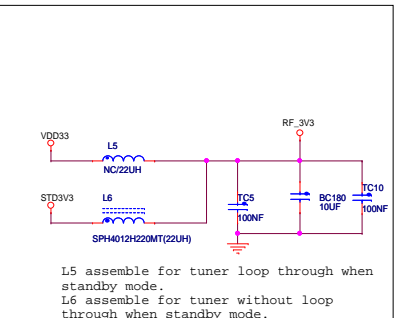 RF_3V3
VDD33
L5
NC/22UH
STD3V3
L6
SPH4012H220MT(22UH)
TC5
100NF
BC180
10UF
TC10
100NF
L5 assemble for tuner loop through when
standby mode.
L6 assemble for tuner without loop
through when standby mode.